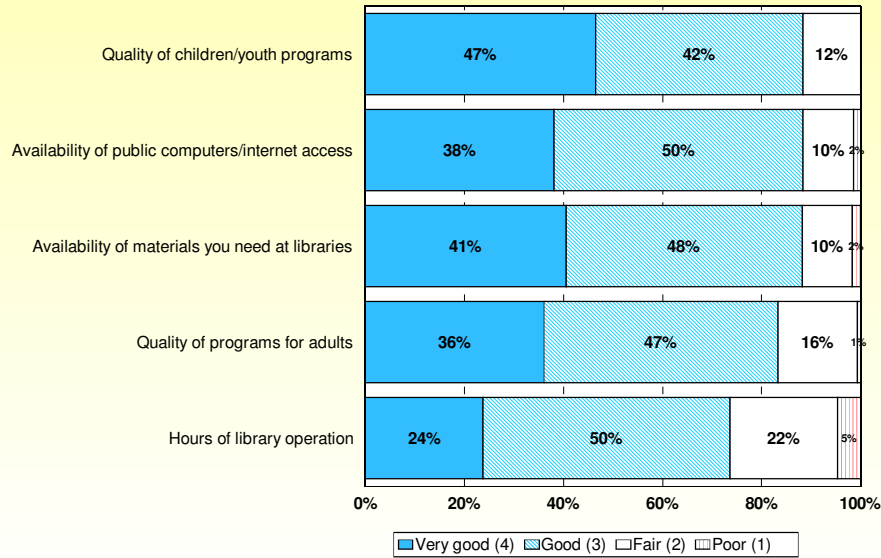 Quality of children/youth programs 47% 42% 12%
Availability of public computers/internet access 38% 50% 10% 2%
Availability of materials you need at libraries 41% 48% 10% 2%
Quality of programs for adults 36% 47% 16% 1%
Hours of library operation 24% 50% 22% 5%
0% 20% 40% 60% 80% 100%
Very good (4) Good (3) Fair (2) Poor (1)